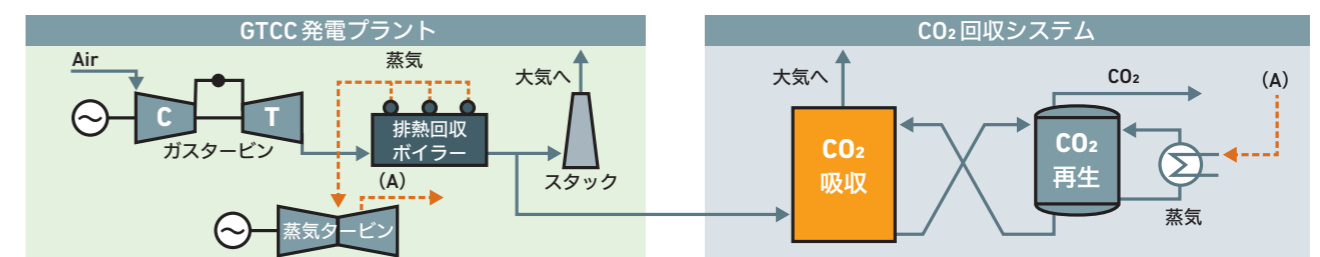 GTCC 発電プラント
Air
蒸気
大気へ
C
T
ガスタービン
排熱回収
ボイラー
(A)
スタック
蒸気タービン
CO₂ 回収システム
大気へ
CO₂
(A)
CO₂
吸収
CO₂
再生
蒸気